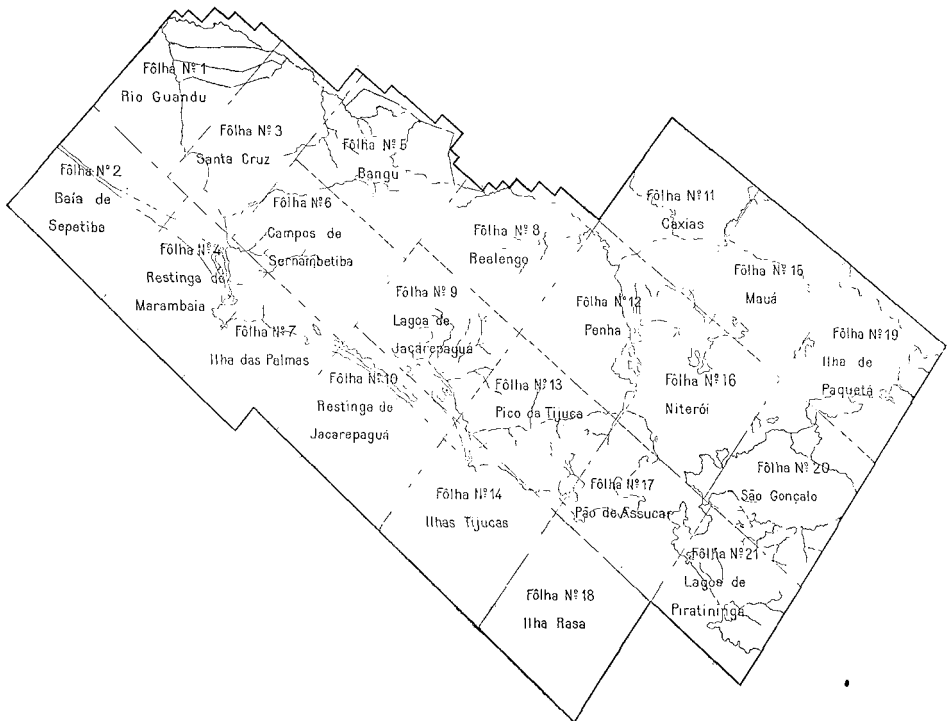 Fôlha Nº 1
Rio Guandu
Fôlha Nº 2
Baía de
Sepetiba
Fôlha Nº 3
Santa Cruz
Fôlha Nº 4
Restinga de
Marambaia
Fôlha Nº 5
Bangú
Fôlha Nº 6
Campos de
Sernambetiba
Fôlha Nº 7
Ilha das Palmas
Fôlha Nº 8
Realengo
Fôlha Nº 9
Lagoa de
Jacarepaguá
Fôlha Nº 10
Restinga de
Jacarepaguá
Fôlha Nº 11
Caxias
Fôlha Nº 12
Penha
Fôlha Nº 13
Pico da Tijuca
Fôlha Nº 14
Ilhas Tijucas
Fôlha Nº 15
Mauá
Fôlha Nº 16
Niterói
Fôlha Nº 17
Pão de Assucar
Fôlha Nº 18
Ilha Rasa
Fôlha Nº 19
Ilha de
Paquetá
Fôlha Nº 20
São Gonçalo
Fôlha Nº 21
Lagos de
Piratininga